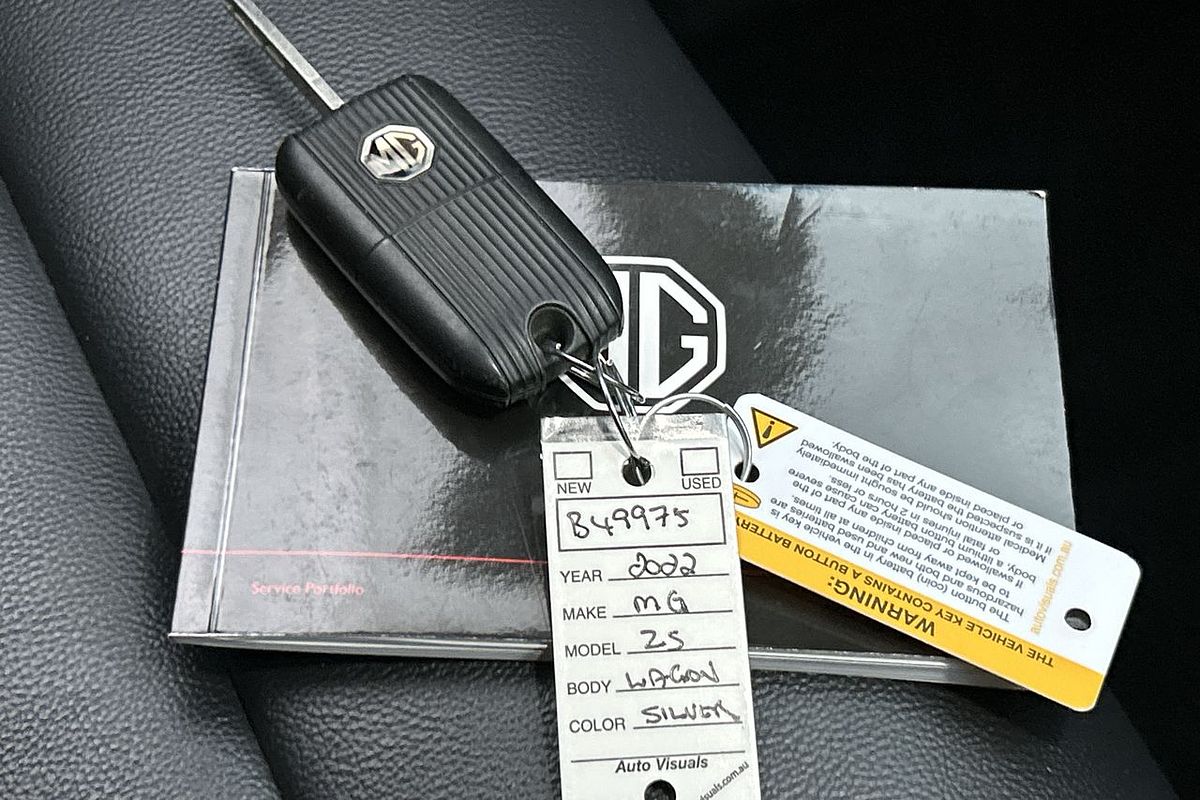 MG
MG
NEW
USED
B49975
YEAR 2022
MAKE MG
MODEL ZS
BODY WAGON
COLOR SILVER
Auto Visuals
suals.com.au
Service Portfolio
WARNING:
THE VEHICLE KEY CONTAINS A BUTTON BATTERY
The button (coin) battery in the vehicle key is
hazardous and both new and used batteries are
to be kept away from children at all times.
If swallowed or placed inside any part of the
body, a lithium button battery can cause severe
or fatal injuries in 2 hours or less.
Medical attention should be sought immediately
if it is suspected the battery has been swallowed
or placed inside any part of the body.
autovisuals.com.au